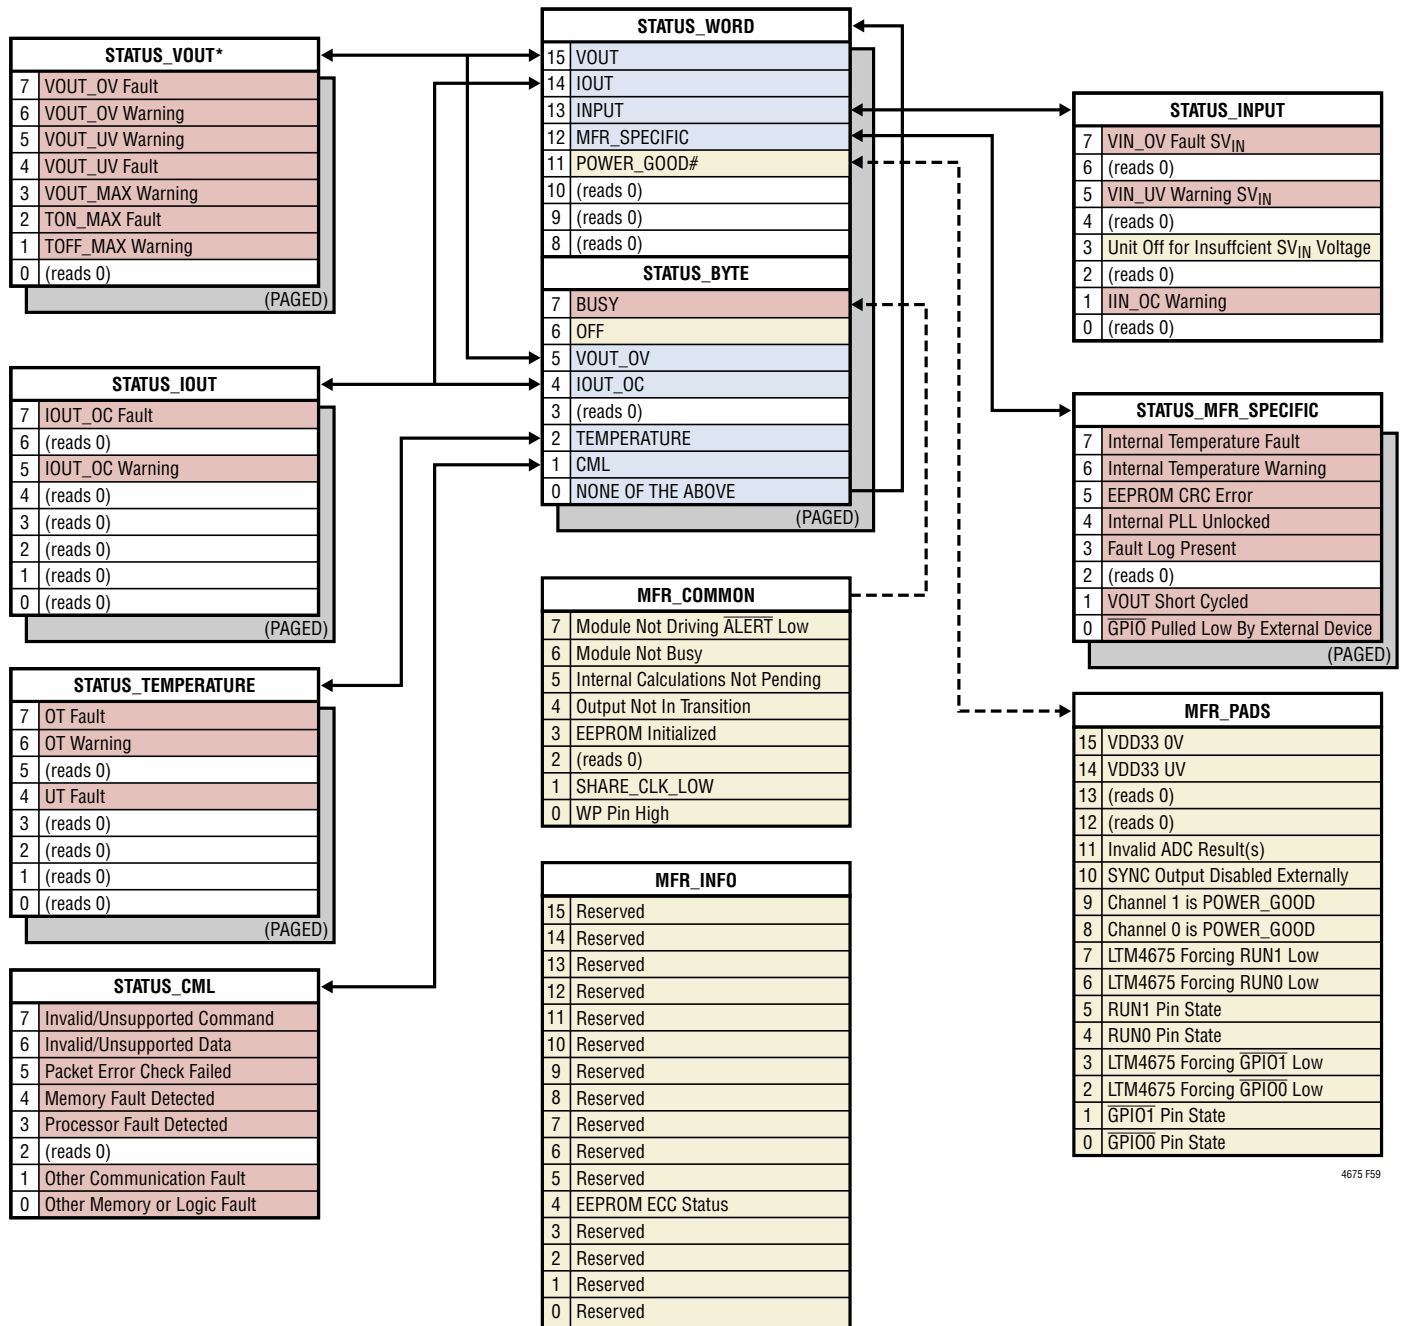 STATUS_VOUT*
7 VOUT_OV Fault
6 VOUT_OV Warning
5 VOUT_UV Warning
4 VOUT_UV Fault
3 VOUT_MAX Warning
2 TON_MAX Fault
1 TOFF_MAX Warning
0 (reads 0)
(PAGED)
STATUS_IOUT
7 IOUT_OC Fault
6 (reads 0)
5 IOUT_OC Warning
4 (reads 0)
3 (reads 0)
2 (reads 0)
1 (reads 0)
0 (reads 0)
(PAGED)
STATUS_TEMPERATURE
7 OT Fault
6 OT Warning
5 (reads 0)
4 UT Fault
3 (reads 0)
2 (reads 0)
1 (reads 0)
0 (reads 0)
(PAGED)
STATUS_CML
7 Invalid/Unsupported Command
6 Invalid/Unsupported Data
5 Packet Error Check Failed
4 Memory Fault Detected
3 Processor Fault Detected
2 (reads 0)
1 Other Communication Fault
0 Other Memory or Logic Fault
STATUS_WORD
15 VOUT
14 IOUT
13 INPUT
12 MFR_SPECIFIC
11 POWER_GOOD#
10 (reads 0)
9 (reads 0)
8 (reads 0)
STATUS_BYTE
7 BUSY
6 OFF
5 VOUT_OV
4 IOUT_OC
3 (reads 0)
2 TEMPERATURE
1 CML
0 NONE OF THE ABOVE
(PAGED)
MFR_COMMON
7 Module Not Driving ALERT Low
6 Module Not Busy
5 Internal Calculations Not Pending
4 Output Not In Transition
3 EEPROM Initialized
2 (reads 0)
1 SHARE_CLK_LOW
0 WP Pin High
MFR_INFO
15 Reserved
14 Reserved
13 Reserved
12 Reserved
11 Reserved
10 Reserved
9 Reserved
8 Reserved
7 Reserved
6 Reserved
5 Reserved
4 EEPROM ECC Status
3 Reserved
2 Reserved
1 Reserved
0 Reserved
STATUS_INPUT
7 VIN_OV Fault SVIN
6 (reads 0)
5 VIN_UV Warning SVIN
4 (reads 0)
3 Unit Off for Insuffcient SVIN Voltage
2 (reads 0)
1 IIN_OC Warning
0 (reads 0)
STATUS_MFR_SPECIFIC
7 Internal Temperature Fault
6 Internal Temperature Warning
5 EEPROM CRC Error
4 Internal PLL Unlocked
3 Fault Log Present
2 (reads 0)
1 VOUT Short Cycled
0 GPIO Pulled Low By External Device
(PAGED)
MFR_PADS
15 VDD33 OV
14 VDD33 UV
13 (reads 0)
12 (reads 0)
11 Invalid ADC Result(s)
10 SYNC Output Disabled Externally
9 Channel 1 is POWER_GOOD
8 Channel 0 is POWER_GOOD
7 LTM4675 Forcing RUN1 Low
6 LTM4675 Forcing RUN0 Low
5 RUN1 Pin State
4 RUN0 Pin State
3 LTM4675 Forcing GPIO1 Low
2 LTM4675 Forcing GPIO0 Low
1 GPIO1 Pin State
0 GPIO0 Pin State
4675 F59